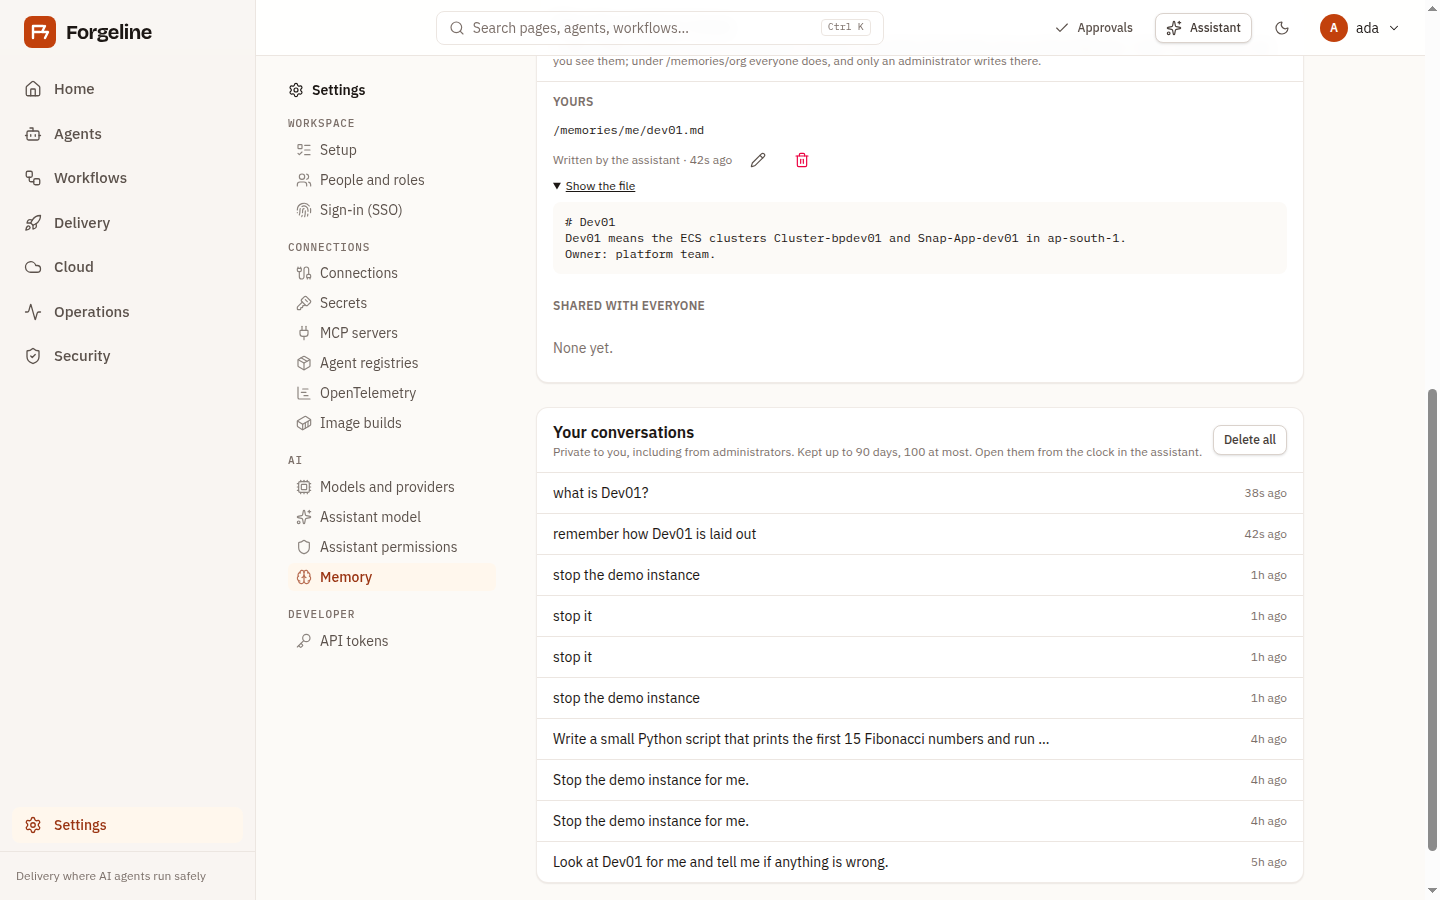 Forgeline
Search pages, agents, workflows...
Ctrl K
Approvals
Assistant
A
ada
Home
Agents
Workflows
Delivery
Cloud
Operations
Security
Settings
Delivery where AI agents run safely
Settings
WORKSPACE
Setup
People and roles
Sign-in (SSO)
CONNECTIONS
Connections
Secrets
MCP servers
Agent registries
OpenTelemetry
Image builds
AI
Models and providers
Assistant model
Assistant permissions
Memory
DEVELOPER
API tokens
you see them; under /memories/org everyone does, and only an administrator writes there.
YOURS
/memories/me/dev01.md
Written by the assistant · 42s ago
▼ Show the file
# Dev01
Dev01 means the ECS clusters Cluster-bpdev01 and Snap-App-dev01 in ap-south-1.
Owner: platform team.
SHARED WITH EVERYONE
None yet.
Your conversations
Private to you, including from administrators. Kept up to 90 days, 100 at most. Open them from the clock in the assistant.
Delete all
what is Dev01? 38s ago
remember how Dev01 is laid out 42s ago
stop the demo instance 1h ago
stop it 1h ago
stop it 1h ago
stop the demo instance 1h ago
Write a small Python script that prints the first 15 Fibonacci numbers and run ... 4h ago
Stop the demo instance for me. 4h ago
Stop the demo instance for me. 4h ago
Look at Dev01 for me and tell me if anything is wrong. 5h ago